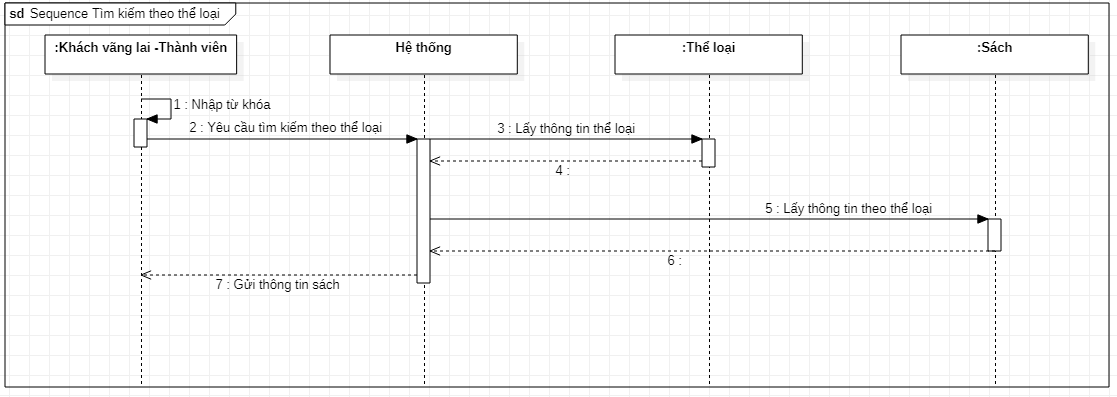 sd Sequence Tìm kiếm theo thể loại
:Khách vãng lai -Thành viên
Hệ thống
:Thể loại
:Sách
1 : Nhập từ khóa
2 : Yêu cầu tìm kiếm theo thể loại
3 : Lấy thông tin thể loại
4 :
5 : Lấy thông tin theo thể loại
6 :
7 : Gửi thông tin sách